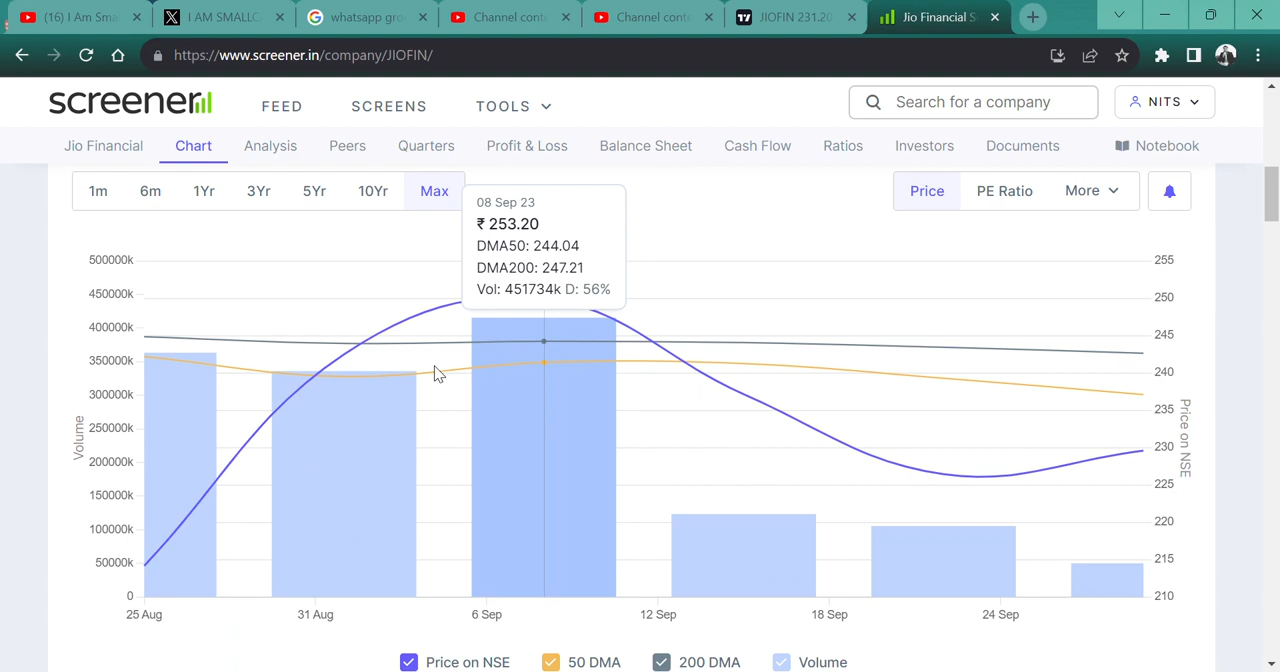 (16) I Am Sma
I AM SMALLC
whatsapp gro
Channel cont
Channel cont
JIOFIN 231.20
Jio Financial S
https://www.screener.in/company/JIOFIN/
screener
FEED
SCREENS
TOOLS
Search for a company
NITS
Jio Financial
Chart
Analysis
Peers
Quarters
Profit & Loss
Balance Sheet
Cash Flow
Ratios
Investors
Documents
Notebook
1m
6m
1Yr
3Yr
5Yr
10Yr
Max
Price
PE Ratio
More
08 Sep 23
₹ 253.20
DMA50: 244.04
DMA200: 247.21
Vol: 451734k D: 56%
500000k
450000k
400000k
350000k
300000k
250000k
200000k
150000k
100000k
50000k
0
Volume
255
250
245
240
235
230
225
220
215
210
Price on NSE
25 Aug
31 Aug
6 Sep
12 Sep
18 Sep
24 Sep
Price on NSE
50 DMA
200 DMA
Volume